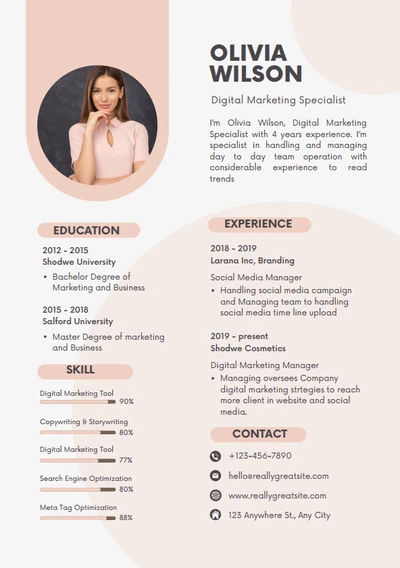 OLIVIA
WILSON
Digital Marketing Specialist
I'm Olivia Wilson, Digital Marketing
Specialist with 4 years experience. I'm
specialist in handling and managing
day to day team operation with
considerable experience to read
trends
EDUCATION
2012 - 2015
Shodwe University
• Bachelor Degree of
Marketing and Business
2015 - 2018
Salford University
• Master Degree of marketing
and Business
SKILL
Digital Marketing Tool
90%
Copywriting & Storywriting
80%
Digital Marketing Tool
77%
Search Engine Optimization
80%
Meta Tag Optimization
88%
EXPERIENCE
2018 - 2019
Larana Inc, Branding
Social Media Manager
• Handling social media campaign
and Managing team to handling
social media time line upload
2019 - present
Shodwe Cosmetics
Digital Marketing Manager
• Managing oversees Company
digital marketing strtegies to reach
more client in website and social
media.
CONTACT
+123-456-7890
hello@reallygreatsite.com
www.reallygreatsite.com
123 Anywhere St., Any City